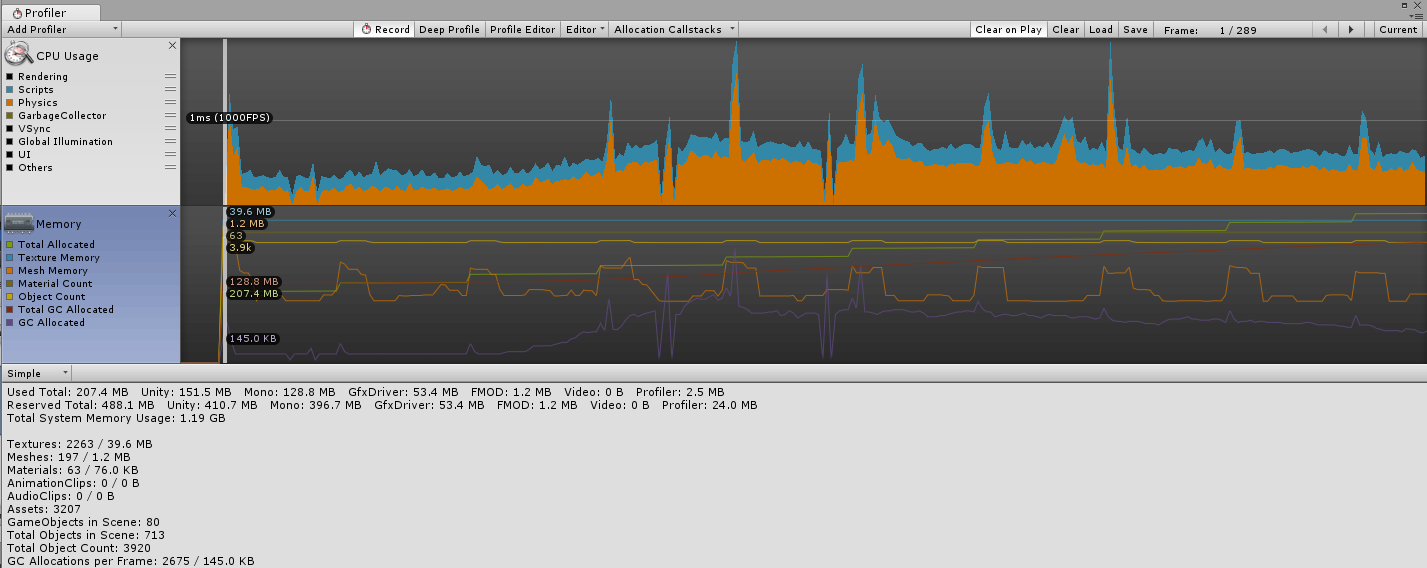 Profiler
Add Profiler Record Deep Profile Profile Editor Editor Allocation Callstacks Clear on Play Clear Load Save Frame: 1 / 289 Current
CPU Usage
Rendering
Scripts
Physics
GarbageCollector
VSync
Global Illumination
UI
Others
1ms (1000FPS)
Memory
Total Allocated
Texture Memory
Mesh Memory
Material Count
Object Count
Total GC Allocated
GC Allocated
39.6 MB
1.2 MB
63
3.9k
128.8 MB
207.4 MB
145.0 KB
Simple
Used Total: 207.4 MB Unity: 151.5 MB Mono: 128.8 MB GfxDriver: 53.4 MB FMOD: 1.2 MB Video: 0 B Profiler: 2.5 MB
Reserved Total: 488.1 MB Unity: 410.7 MB Mono: 396.7 MB GfxDriver: 53.4 MB FMOD: 1.2 MB Video: 0 B Profiler: 24.0 MB
Total System Memory Usage: 1.19 GB
Textures: 2263 / 39.6 MB
Meshes: 197 / 1.2 MB
Materials: 63 / 76.0 KB
AnimationClips: 0 / 0 B
AudioClips: 0 / 0 B
Assets: 3207
GameObjects in Scene: 80
Total Objects in Scene: 713
Total Object Count: 3920
GC Allocations per Frame: 2675 / 145.0 KB